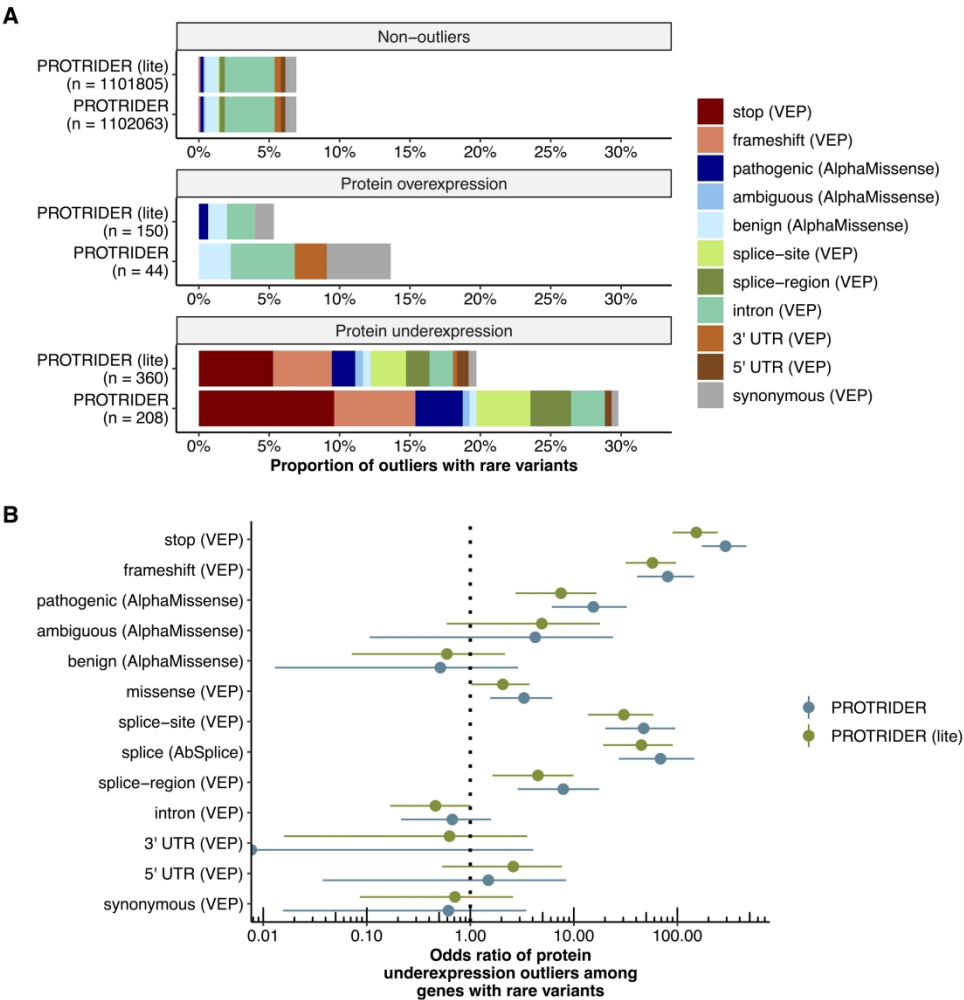 A
Non−outliers
PROTRIDER (lite)
(n = 1101805)
PROTRIDER
(n = 1102063)
0% 5% 10% 15% 20% 25% 30%
Protein overexpression
PROTRIDER (lite)
(n = 150)
PROTRIDER
(n = 44)
0% 5% 10% 15% 20% 25% 30%
Protein underexpression
PROTRIDER (lite)
(n = 360)
PROTRIDER
(n = 208)
0% 5% 10% 15% 20% 25% 30%
Proportion of outliers with rare variants
stop (VEP)
frameshift (VEP)
pathogenic (AlphaMissense)
ambiguous (AlphaMissense)
benign (AlphaMissense)
splice−site (VEP)
splice−region (VEP)
intron (VEP)
3' UTR (VEP)
5' UTR (VEP)
synonymous (VEP)
B
stop (VEP)
frameshift (VEP)
pathogenic (AlphaMissense)
ambiguous (AlphaMissense)
benign (AlphaMissense)
missense (VEP)
splice−site (VEP)
splice (AbSplice)
splice−region (VEP)
intron (VEP)
3' UTR (VEP)
5' UTR (VEP)
synonymous (VEP)
0.01 0.10 1.00 10.00 100.00
Odds ratio of protein
underexpression outliers among
genes with rare variants
PROTRIDER
PROTRIDER (lite)